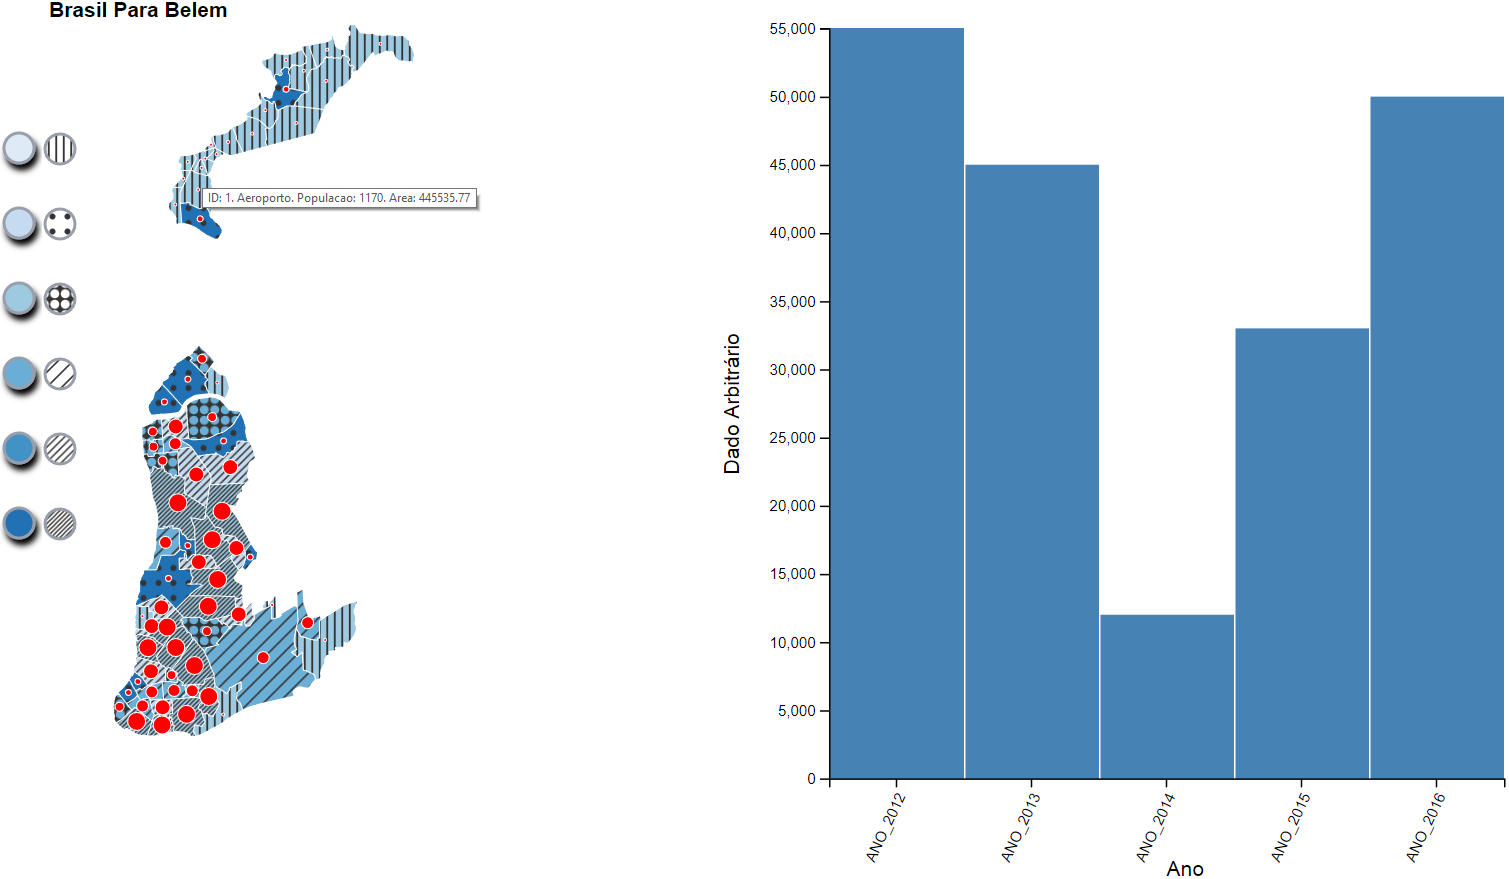 Brasil Para Belem
ID: 1. Aeroporto. Populacao: 1170. Area: 445535.77
55,000
50,000
45,000
40,000
35,000
30,000
25,000
20,000
15,000
10,000
5,000
0
Dado Arbitrário
ANO_2012
ANO_2013
ANO_2014
ANO_2015
ANO_2016
Ano